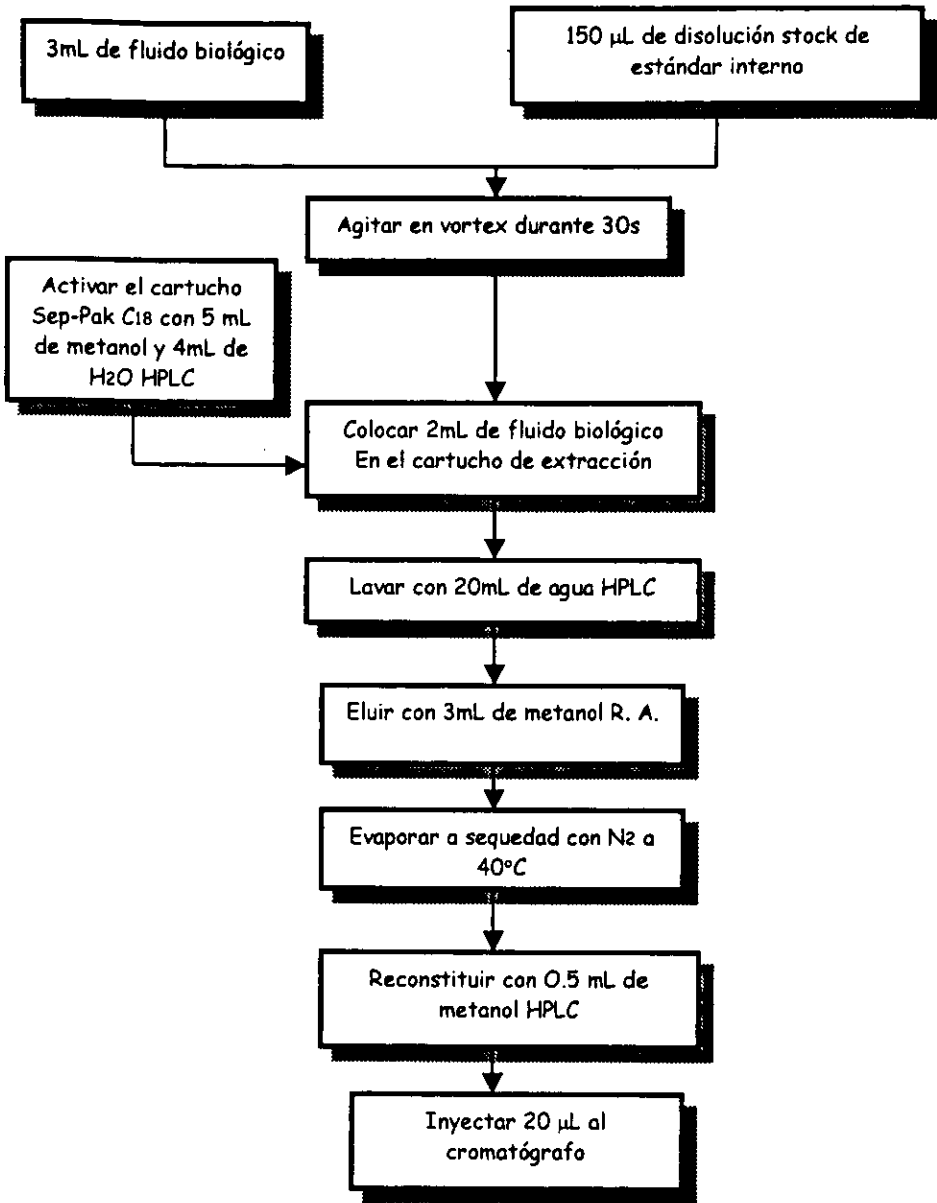 3mL de fluido biológico
150 µL de disolución stock de
estándar interno
Agitar en vortex durante 30s
Activar el cartucho
Sep-Pak C18 con 5 mL
de metanol y 4mL de
H2O HPLC
Colocar 2mL de fluido biológico
En el cartucho de extracción
Lavar con 20mL de agua HPLC
Eluir con 3mL de metanol R. A.
Evaporar a sequedad con N2 a
40°C
Reconstituir con 0.5 mL de
metanol HPLC
Inyectar 20 µL al
cromatógrafo